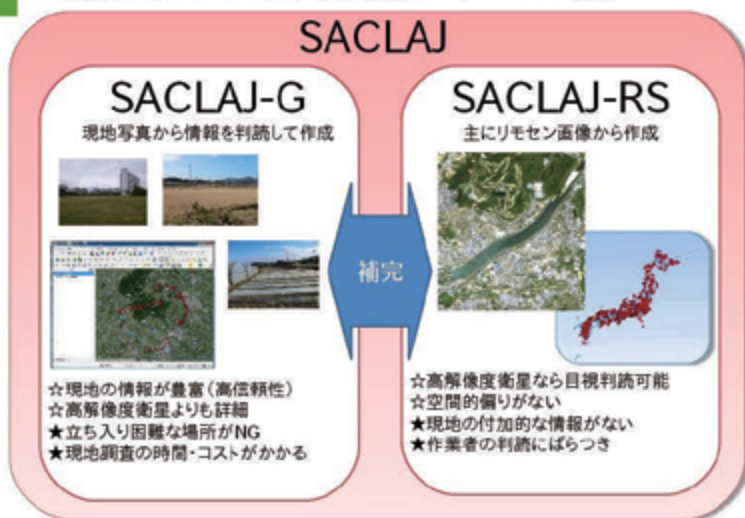 SACLAJ
SACLAJ-G
現地写真から情報を判読して作成
☆現地の情報が豊富(高信頼性)
☆高解像度衛星よりも詳細
★立ち入り困難な場所がNG
★現地調査の時間・コストがかかる
補完
SACLAJ-RS
主にリモセン画像から作成
☆高解像度衛星なら目視判読可能
☆空間的偏りがない
★現地の付加的な情報がない
★作業者の判読にばらつき